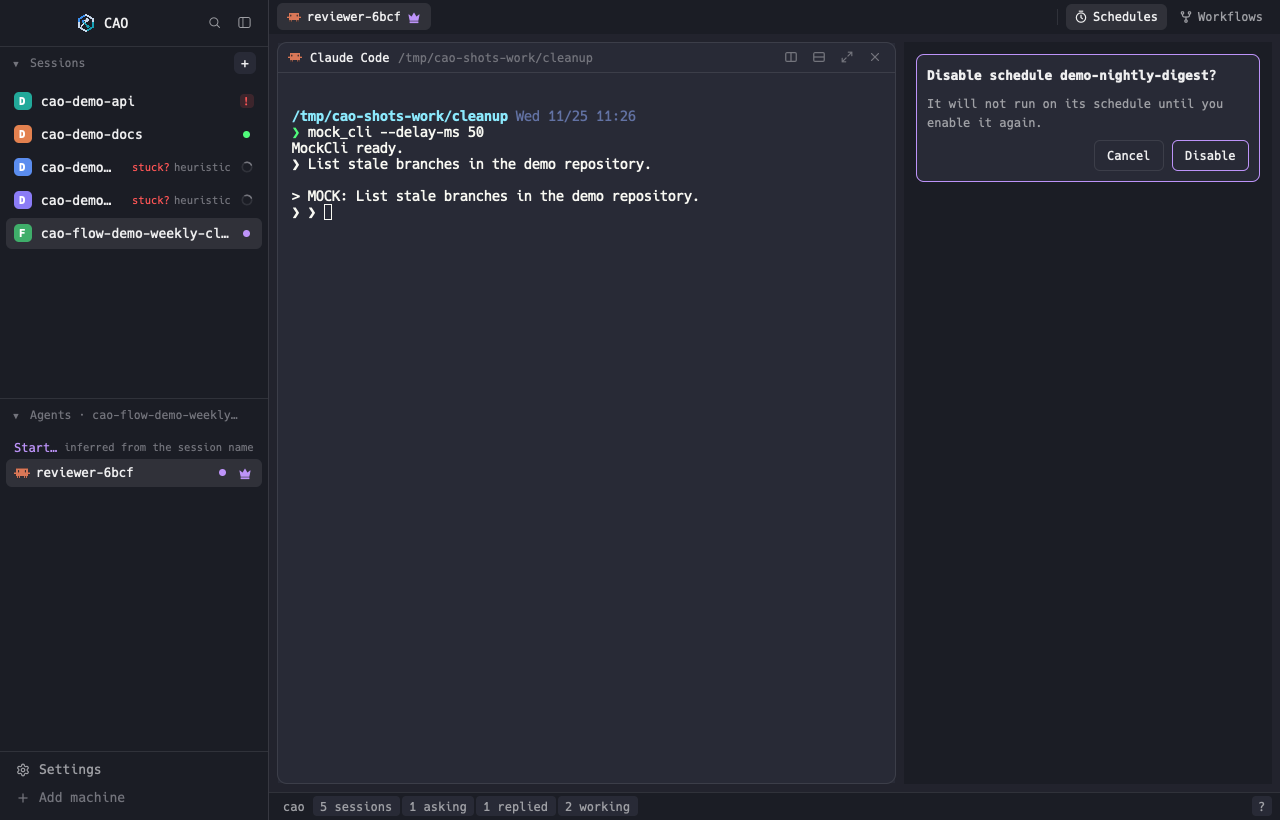 CAO
Sessions
+
D cao-demo-api !
D cao-demo-docs
D cao-demo… stuck? heuristic
D cao-demo… stuck? heuristic
F cao-flow-demo-weekly-cl…
Agents · cao-flow-demo-weekly…
Start… inferred from the session name
reviewer-6bcf
Settings
+ Add machine
reviewer-6bcf
Schedules
Workflows
Claude Code /tmp/cao-shots-work/cleanup
/tmp/cao-shots-work/cleanup Wed 11/25 11:26
❯ mock_cli --delay-ms 50
MockCli ready.
❯ List stale branches in the demo repository.
> MOCK: List stale branches in the demo repository.
❯ ❯
Disable schedule demo-nightly-digest?
It will not run on its schedule until you
enable it again.
Cancel
Disable
cao 5 sessions 1 asking 1 replied 2 working
?